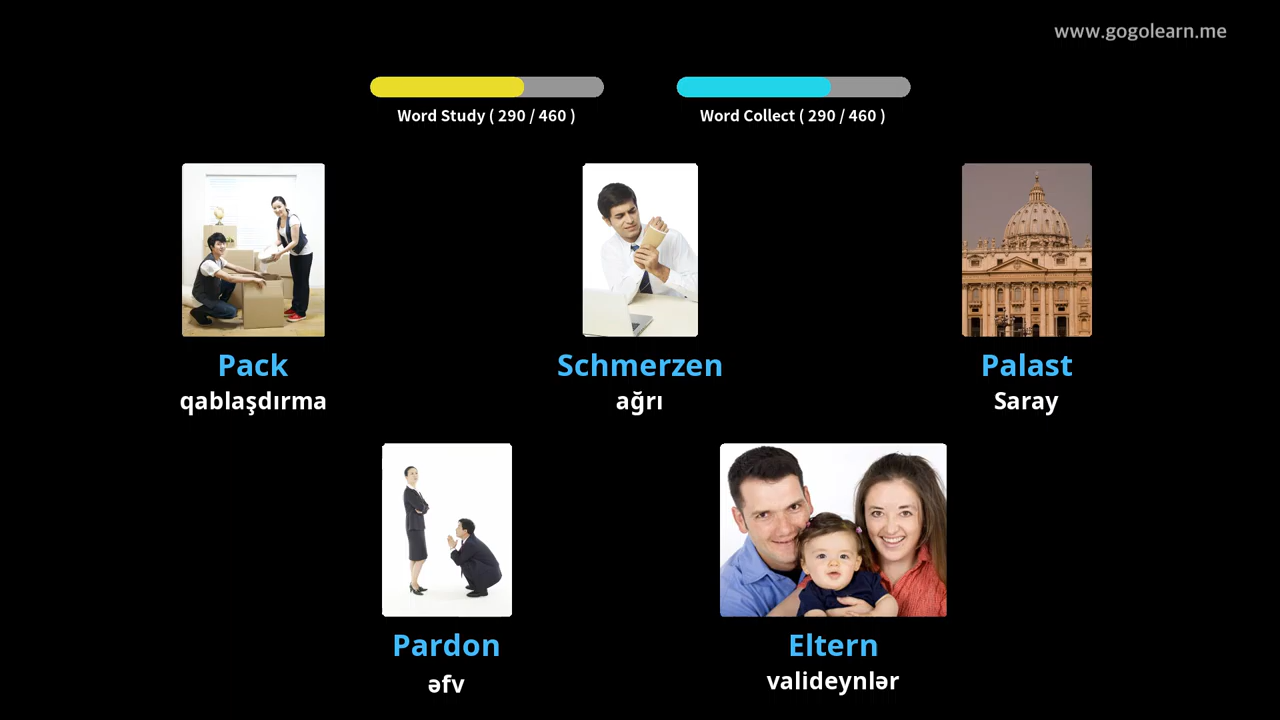 www.gogolearn.me
Word Study ( 290 / 460 )
Word Collect ( 290 / 460 )
Pack
qablaşdırma
Schmerzen
ağrı
Palast
Saray
Pardon
əfv
Eltern
valideynlər